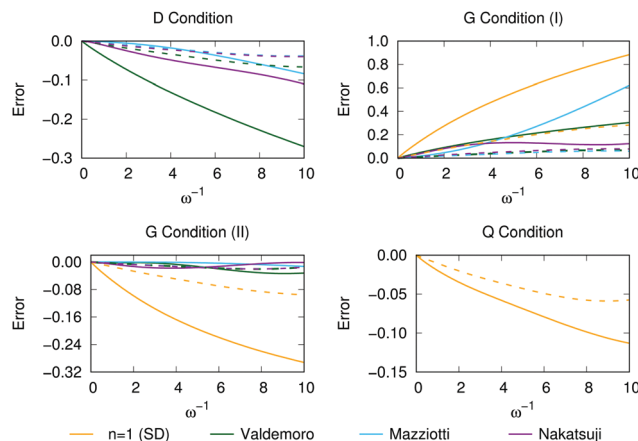 D Condition
G Condition (I)
0.0
-0.1
-0.2
-0.3
Error
0 2 4 6 8 10
ω⁻¹
1.0
0.8
0.6
0.4
0.2
0.0
Error
0 2 4 6 8 10
ω⁻¹
G Condition (II)
Q Condition
0.00
-0.08
-0.16
-0.24
-0.32
Error
0 2 4 6 8 10
ω⁻¹
0.00
-0.05
-0.10
-0.15
Error
0 2 4 6 8 10
ω⁻¹
n=1 (SD) Valdemoro Mazziotti Nakatsuji